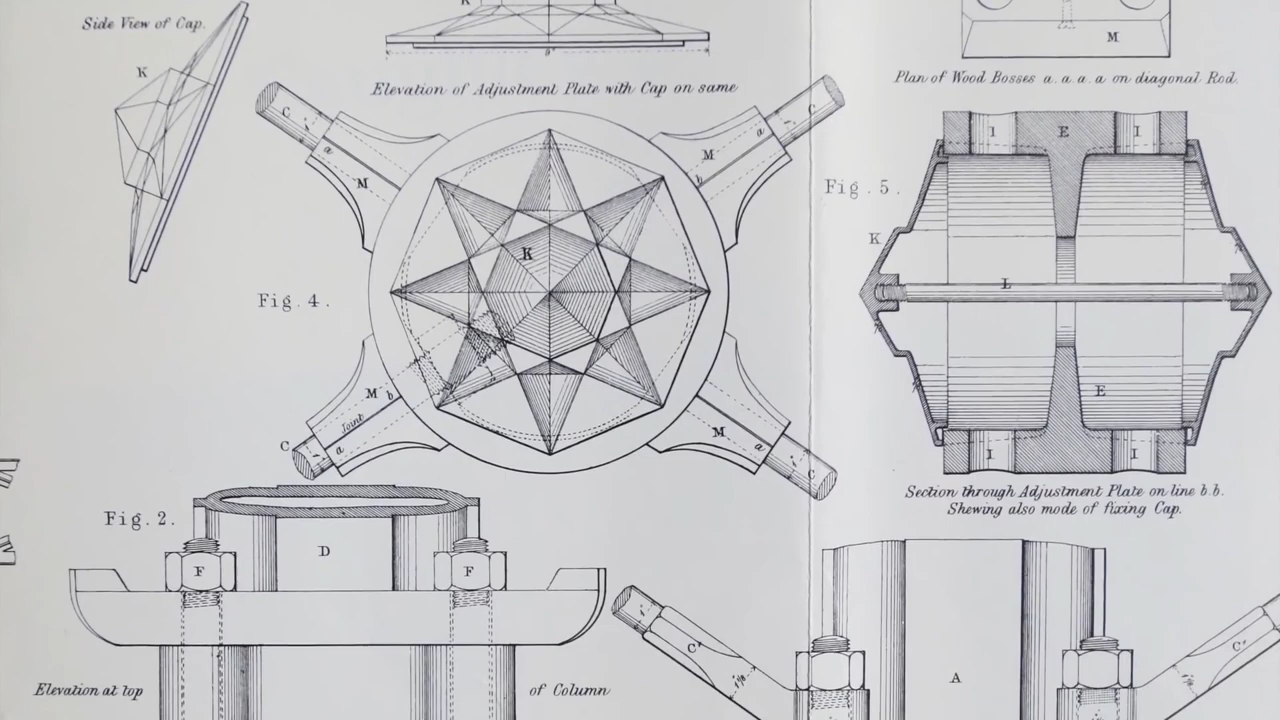 Side View of Cap.
K
K
9"
M
Elevation of Adjustment Plate with Cap on same
Plan of Wood Bosses a. a. a. a on diagonal Rod.
C
C
a
a
M
M
b
I
E
I
Fig. 5.
K
K
Fig. 4.
L
M
b
Joint
a
C
M
a
C
E
I
I
Section through Adjustment Plate on line b b.
Shewing also mode of fixing Cap.
Fig. 2.
D
F
F
C'
C'
A
Elevation at top
of Column